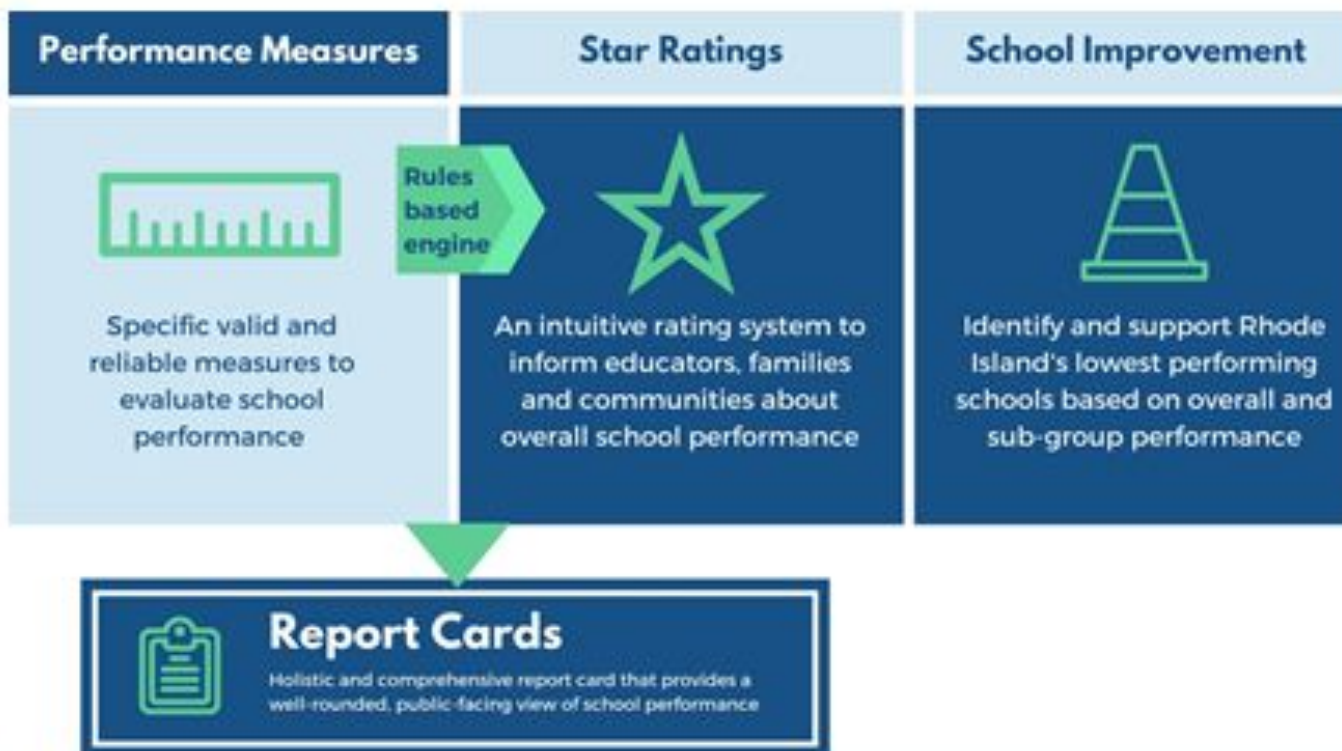 Performance Measures
Star Ratings
School Improvement
Specific valid and
reliable measures to
evaluate school
performance
Rules
based
engine
An intuitive rating system to
inform educators, families
and communities about
overall school performance
Identify and support Rhode
Island's lowest performing
schools based on overall and
sub-group performance
Report Cards
Holistic and comprehensive report card that provides a
well-rounded, public-facing view of school performance